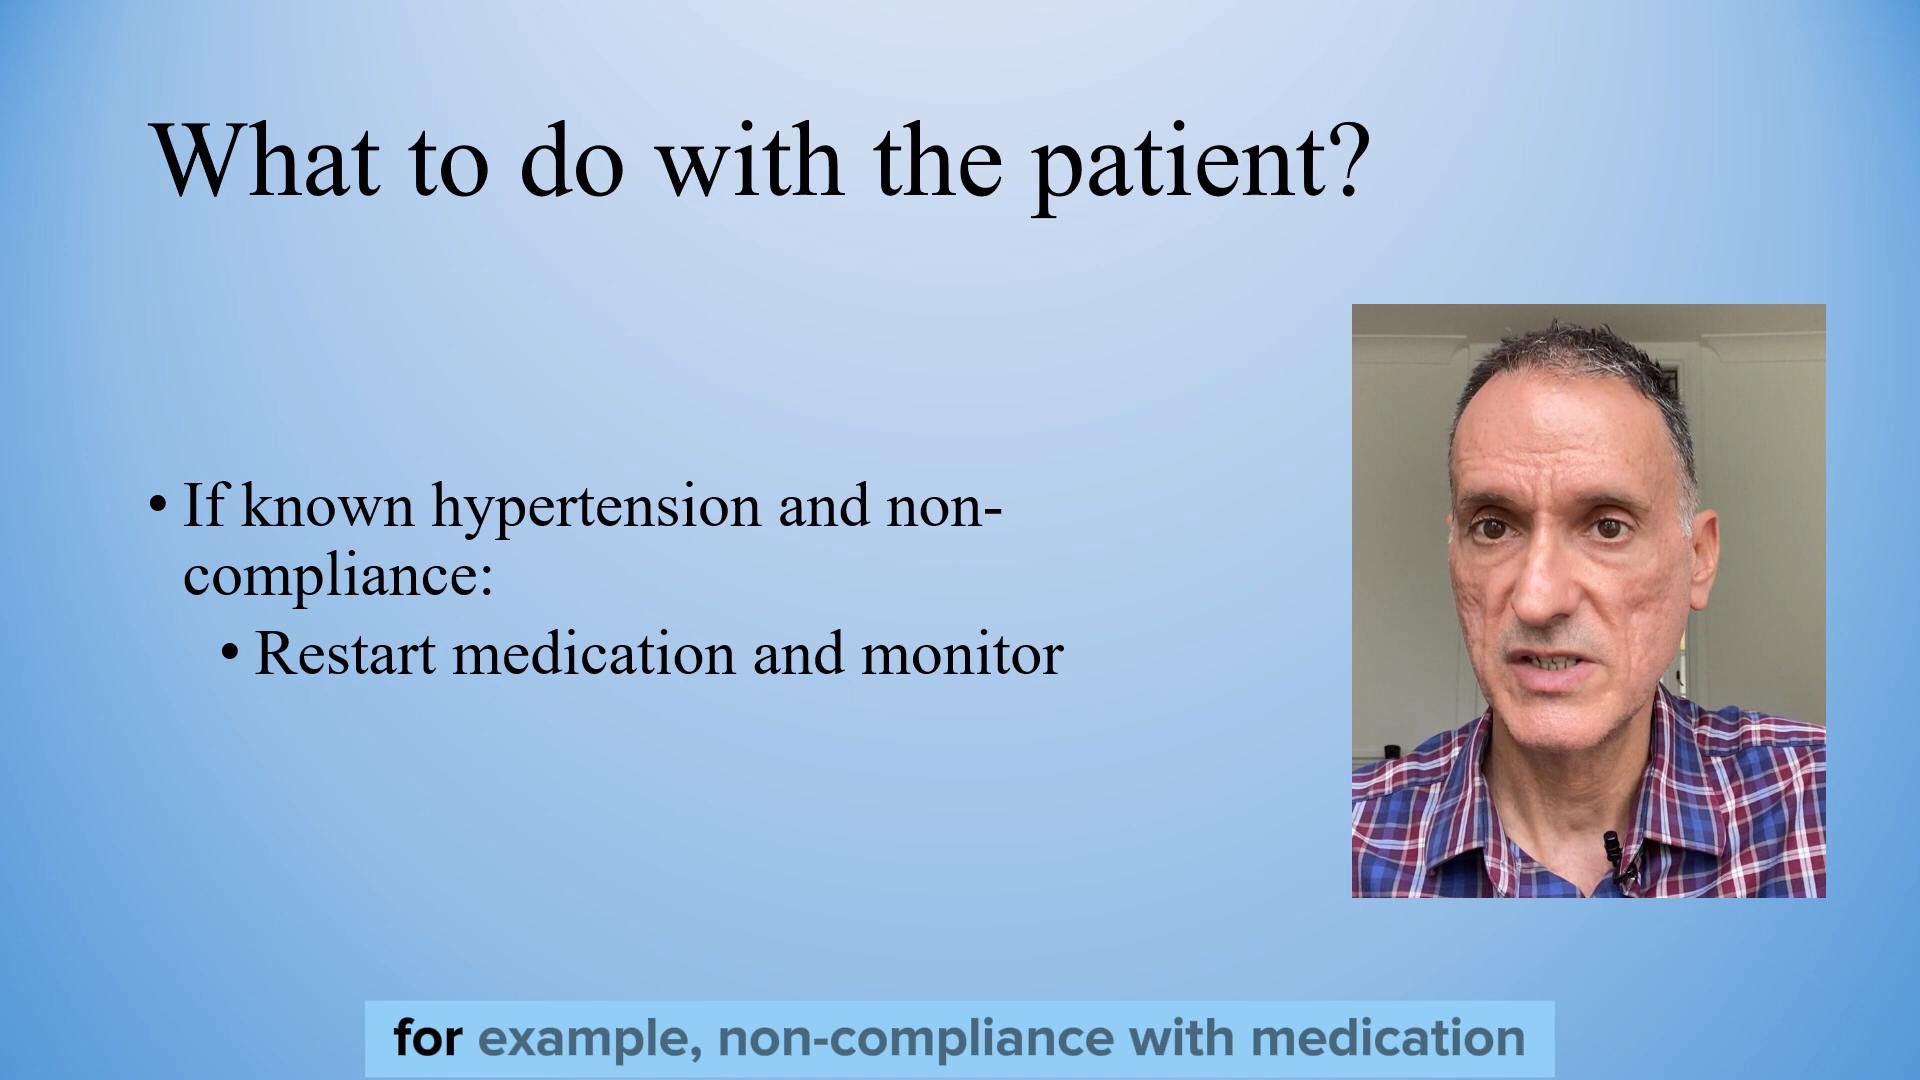 What to do with the patient?
• If known hypertension and non-
compliance:
• Restart medication and monitor
for example, non-compliance with medication